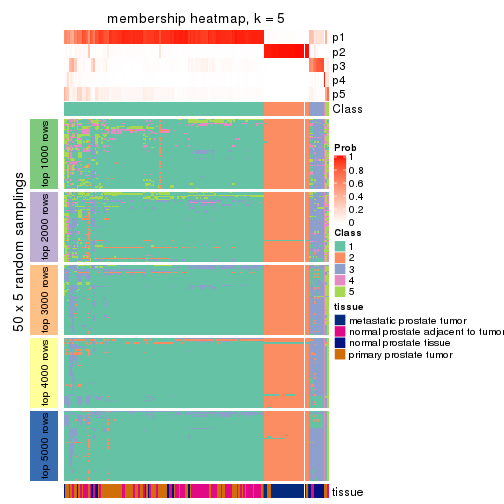 membership heatmap, k = 5
p1
p2
p3
p4
p5
Class
50 x 5 random samplings
top 1000 rows
top 2000 rows
top 3000 rows
top 4000 rows
top 5000 rows
Prob
1
0.8
0.6
0.4
0.2
0
Class
1
2
3
4
5
tissue
metastatic prostate tumor
normal prostate adjacent to tumor
normal prostate tissue
primary prostate tumor
tissue